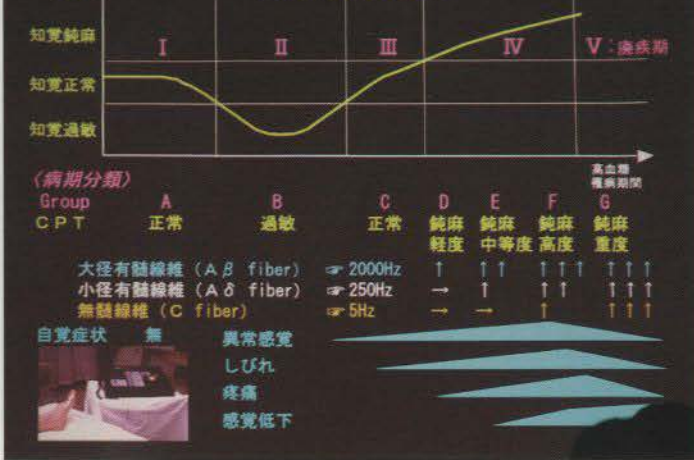 知覚鈍麻
I II III IV V:廃疾期
知覚正常
知覚過敏
高血糖
罹病期間
〈病期分類〉
Group A B C D E F G
CPT 正常 過敏 正常 鈍麻 鈍麻 鈍麻 鈍麻
軽度 中等度 高度 重度
大径有髄線維 (Aβ fiber) ☞ 2000Hz ↑ ↑↑ ↑↑↑ ↑↑↑
小径有髄線維 (Aδ fiber) ☞ 250Hz → ↑ ↑↑ ↑↑↑
無髄線維 (C fiber) ☞ 5Hz → → ↑ ↑↑↑
自覚症状 無 異常感覚
しびれ
疼痛
感覚低下